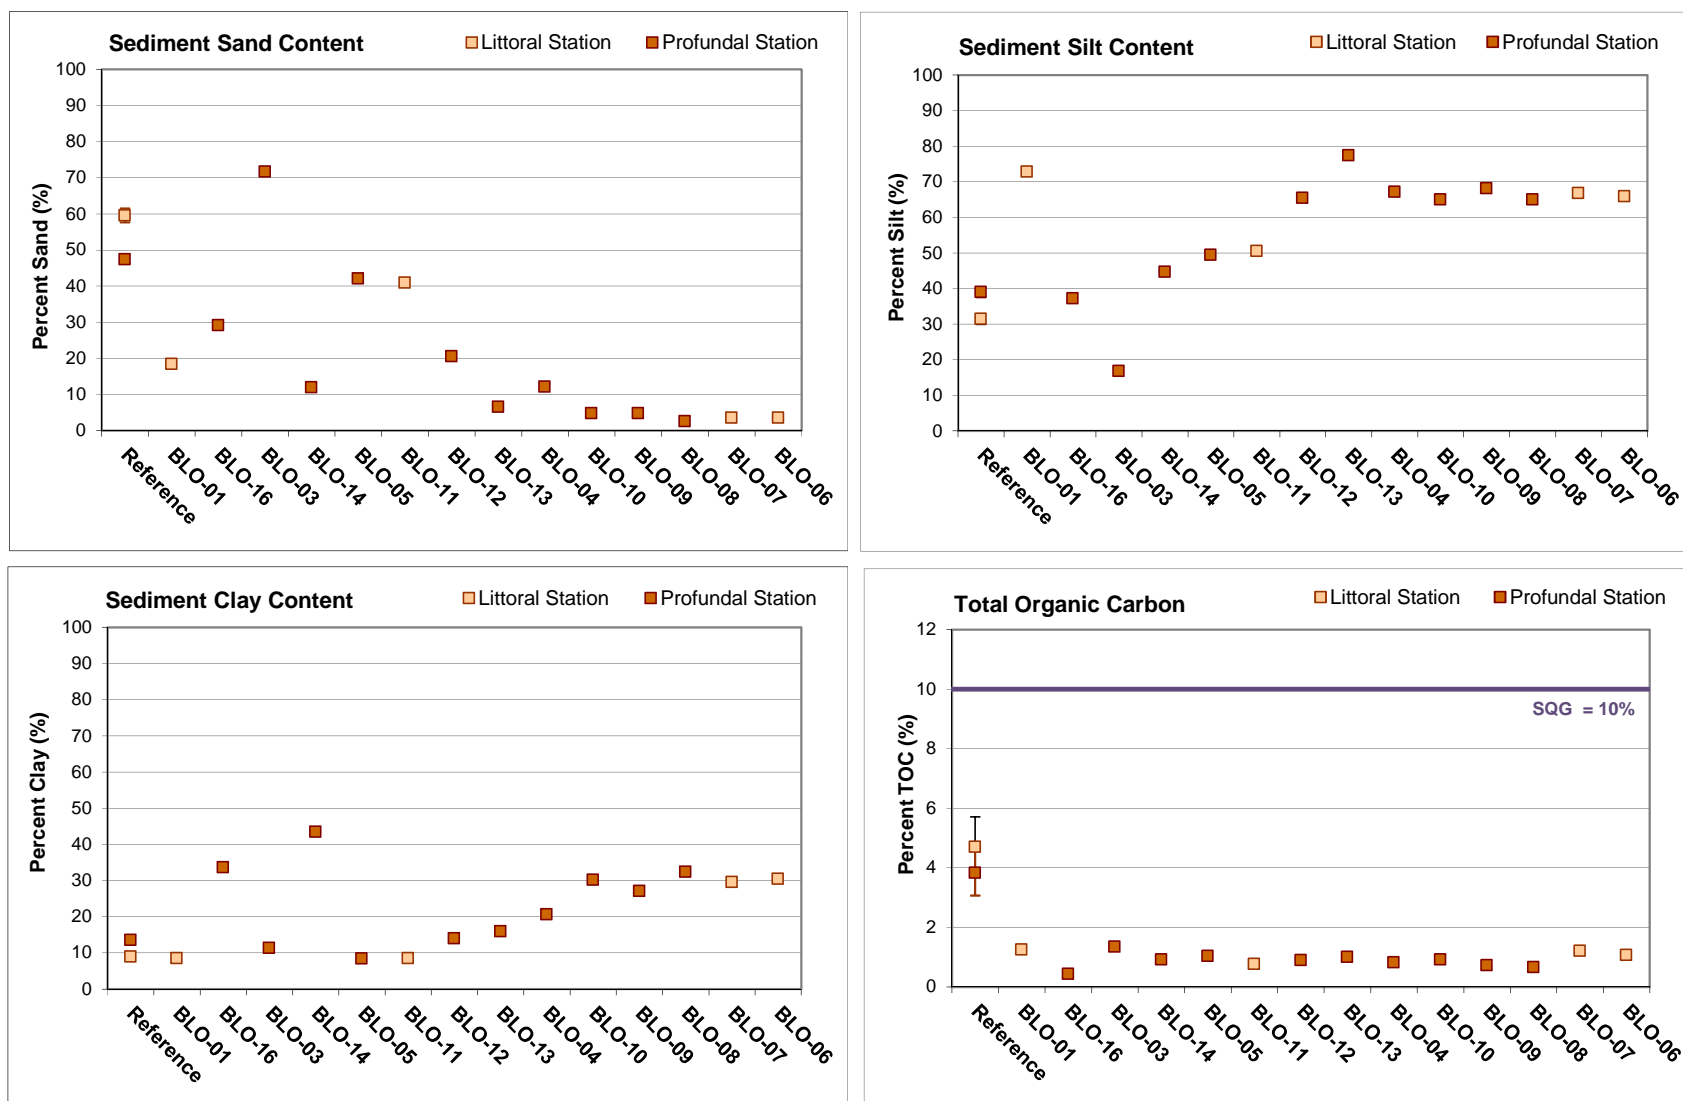 Sediment Sand Content
Littoral Station Profundal Station
100
90
80
70
60
50
40
30
20
10
0
Percent Sand (%)
Reference BLO-01 BLO-16 BLO-03 BLO-14 BLO-05 BLO-11 BLO-12 BLO-13 BLO-04 BLO-10 BLO-09 BLO-08 BLO-07 BLO-06
Sediment Silt Content
Littoral Station Profundal Station
100
90
80
70
60
50
40
30
20
10
0
Percent Silt (%)
Reference BLO-01 BLO-16 BLO-03 BLO-14 BLO-05 BLO-11 BLO-12 BLO-13 BLO-04 BLO-10 BLO-09 BLO-08 BLO-07 BLO-06
Sediment Clay Content
Littoral Station Profundal Station
100
90
80
70
60
50
40
30
20
10
0
Percent Clay (%)
Reference BLO-01 BLO-16 BLO-03 BLO-14 BLO-05 BLO-11 BLO-12 BLO-13 BLO-04 BLO-10 BLO-09 BLO-08 BLO-07 BLO-06
Total Organic Carbon
Littoral Station Profundal Station
12
10
8
6
4
2
0
Percent TOC (%)
SQG = 10%
Reference BLO-01 BLO-16 BLO-03 BLO-14 BLO-05 BLO-11 BLO-12 BLO-13 BLO-04 BLO-10 BLO-09 BLO-08 BLO-07 BLO-06